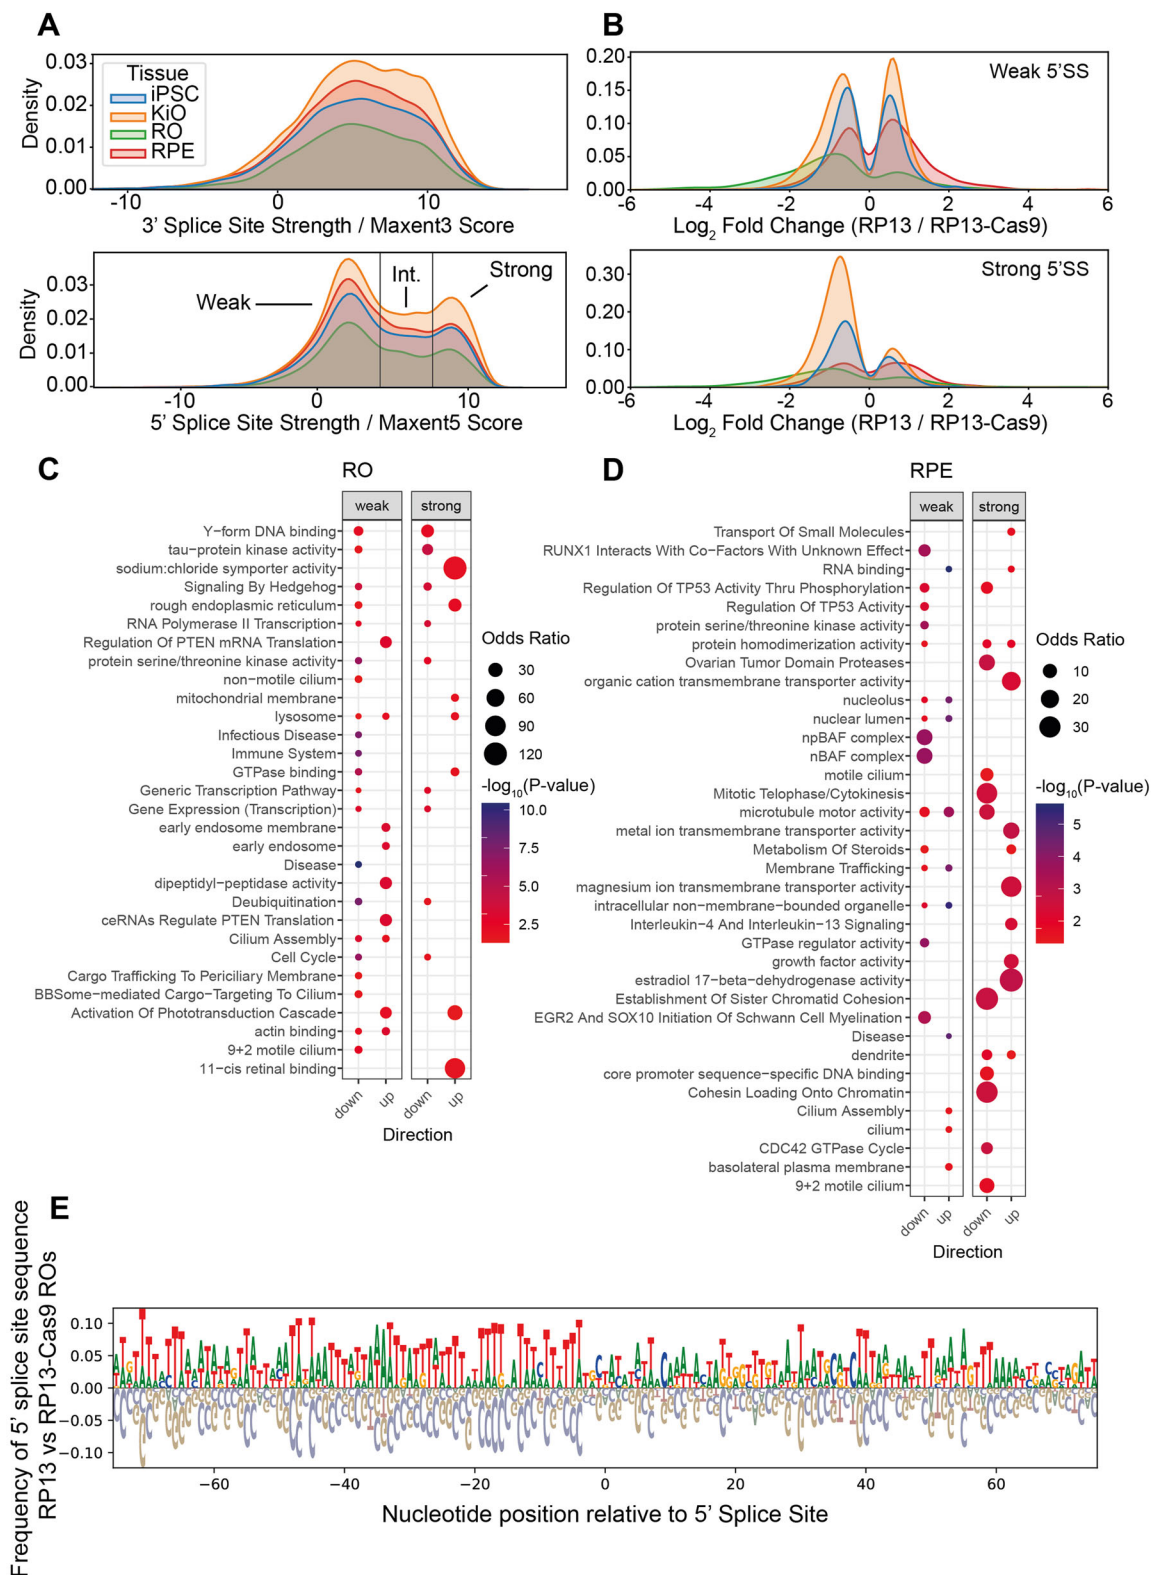 A
0.03
0.02
0.01
0.00
Density
Tissue
iPSC
KiO
RO
RPE
-10
0
10
3’ Splice Site Strength / Maxent3 Score
0.03
0.02
0.01
0.00
Density
Weak
Int.
Strong
-10
0
10
5’ Splice Site Strength / Maxent5 Score
B
0.20
0.15
0.10
0.05
0.00
Weak 5’SS
-6 -4 -2 0 2 4 6
Log2 Fold Change (RP13 / RP13-Cas9)
0.30
0.20
0.10
0.00
Strong 5’SS
-6 -4 -2 0 2 4 6
Log2 Fold Change (RP13 / RP13-Cas9)
C
RO
weak strong
Y−form DNA binding
tau−protein kinase activity
sodium:chloride symporter activity
Signaling By Hedgehog
rough endoplasmic reticulum
RNA Polymerase II Transcription
Regulation Of PTEN mRNA Translation
protein serine/threonine kinase activity
non−motile cilium
mitochondrial membrane
lysosome
Infectious Disease
Immune System
GTPase binding
Generic Transcription Pathway
Gene Expression (Transcription)
early endosome membrane
early endosome
Disease
dipeptidyl−peptidase activity
Deubiquitination
ceRNAs Regulate PTEN Translation
Cilium Assembly
Cell Cycle
Cargo Trafficking To Periciliary Membrane
BBSome−mediated Cargo−Targeting To Cilium
Activation Of Phototransduction Cascade
actin binding
9+2 motile cilium
11−cis retinal binding
down up down up
Direction
Odds Ratio
30
60
90
120
-log10(P-value)
10.0
7.5
5.0
2.5
D
RPE
weak strong
Transport Of Small Molecules
RUNX1 Interacts With Co−Factors With Unknown Effect
RNA binding
Regulation Of TP53 Activity Thru Phosphorylation
Regulation Of TP53 Activity
protein serine/threonine kinase activity
protein homodimerization activity
Ovarian Tumor Domain Proteases
organic cation transmembrane transporter activity
nucleolus
nuclear lumen
npBAF complex
nBAF complex
motile cilium
Mitotic Telophase/Cytokinesis
microtubule motor activity
metal ion transmembrane transporter activity
Metabolism Of Steroids
Membrane Trafficking
magnesium ion transmembrane transporter activity
intracellular non−membrane−bounded organelle
Interleukin−4 And Interleukin−13 Signaling
GTPase regulator activity
growth factor activity
estradiol 17−beta−dehydrogenase activity
Establishment Of Sister Chromatid Cohesion
EGR2 And SOX10 Initiation Of Schwann Cell Myelination
Disease
dendrite
core promoter sequence−specific DNA binding
Cohesin Loading Onto Chromatin
Cilium Assembly
cilium
CDC42 GTPase Cycle
basolateral plasma membrane
9+2 motile cilium
down up down up
Direction
Odds Ratio
10
20
30
-log10(P-value)
5
4
3
2
E
Frequency of 5’ splice site sequence
RP13 vs RP13-Cas9 ROs
0.10
0.05
0.00
−0.05
−0.10
−60 −40 −20 0 20 40 60
Nucleotide position relative to 5’ Splice Site